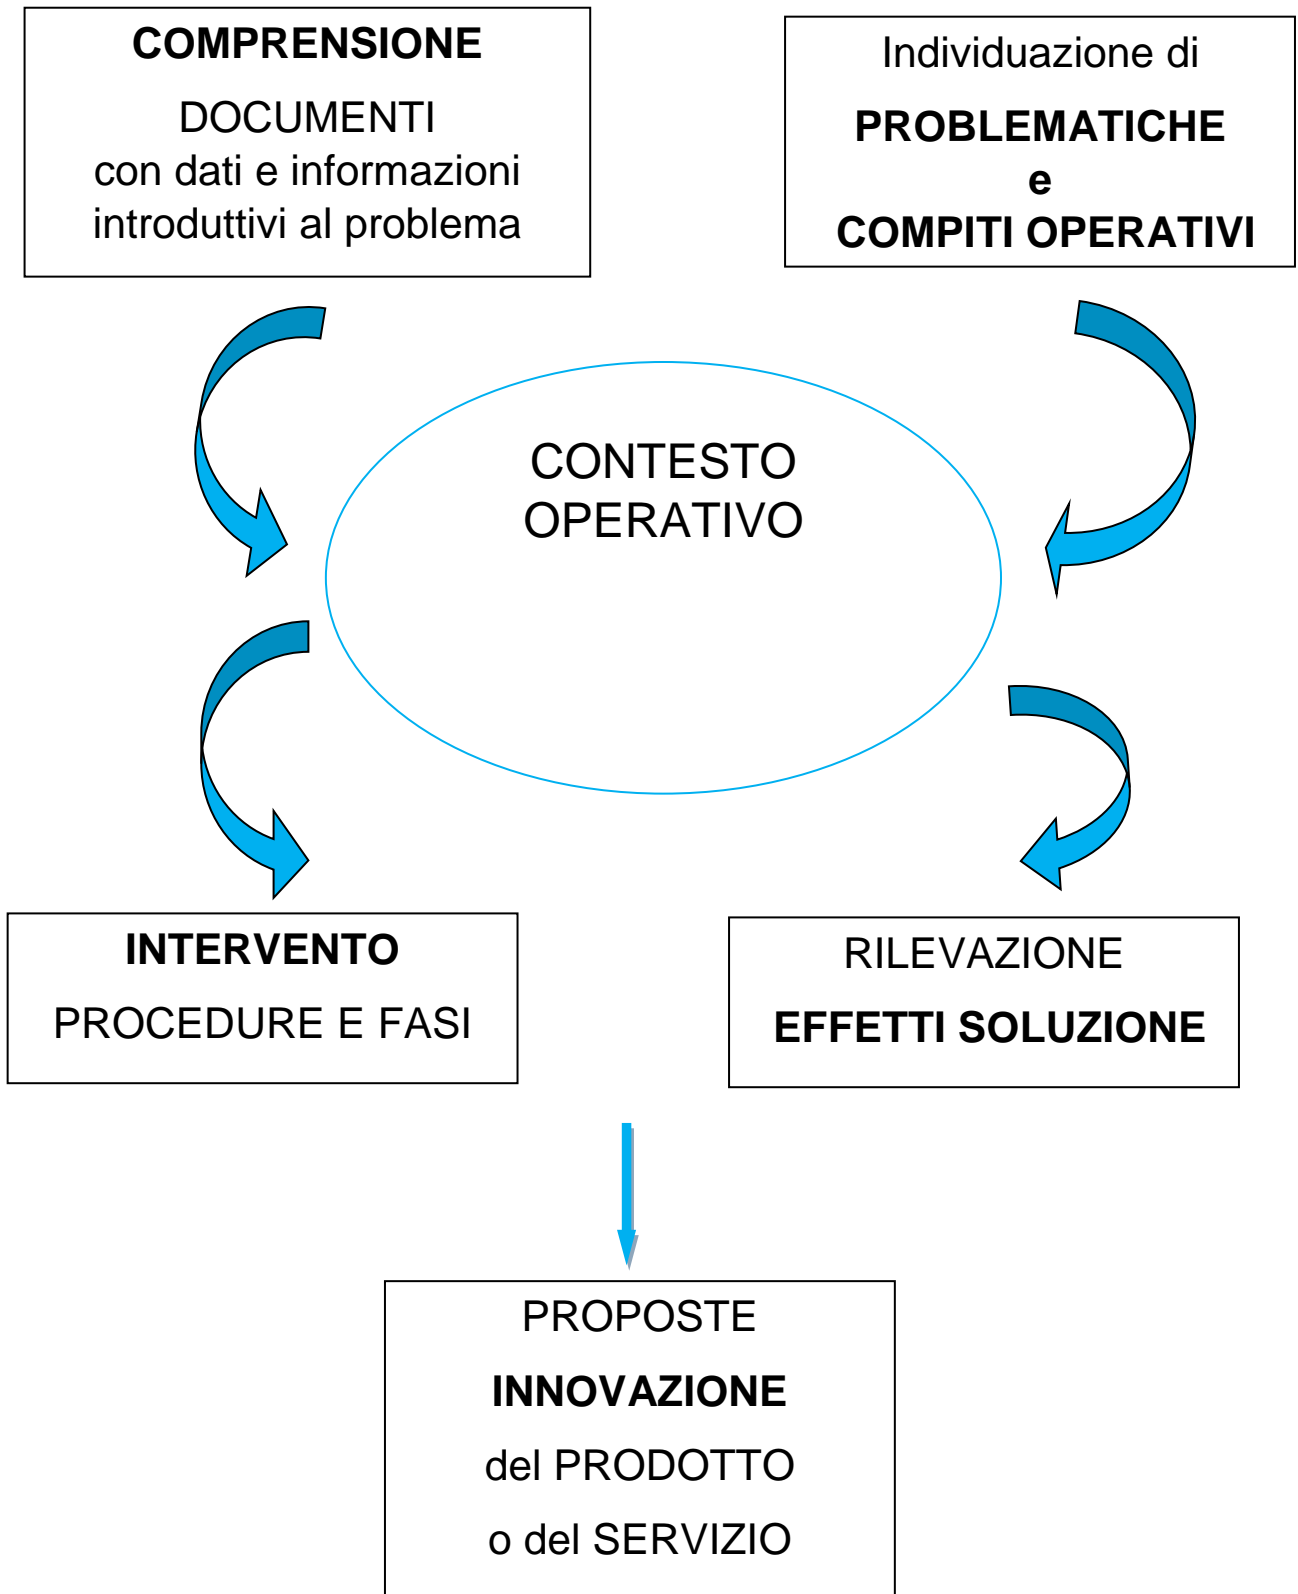 COMPRENSIONE
DOCUMENTI
con dati e informazioni
introduttivi al problema
Individuazione di
PROBLEMATICHE
e
COMPITI OPERATIVI
CONTESTO
OPERATIVO
INTERVENTO
PROCEDURE E FASI
RILEVAZIONE
EFFETTI SOLUZIONE
PROPOSTE
INNOVAZIONE
del PRODOTTO
o del SERVIZIO